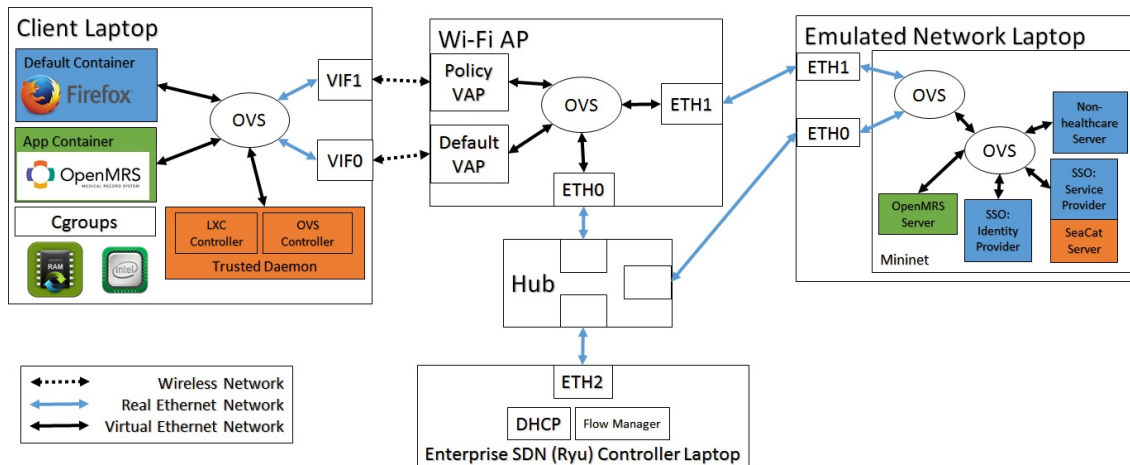 Client Laptop
Default Container
Firefox
App Container
OpenMRS
MEDICAL RECORD SYSTEM
Cgroups
RAM
intel
OVS
VIF1
VIF0
LXC
Controller
OVS
Controller
Trusted Daemon
Wi-Fi AP
Policy
VAP
Default
VAP
OVS
ETH1
ETH0
Hub
ETH2
DHCP
Flow Manager
Enterprise SDN (Ryu) Controller Laptop
Emulated Network Laptop
ETH1
ETH0
OVS
OVS
Non-
healthcare
Server
SSO:
Service
Provider
SeaCat
Server
SSO:
Identity
Provider
OpenMRS
Server
Mininet
Wireless Network
Real Ethernet Network
Virtual Ethernet Network